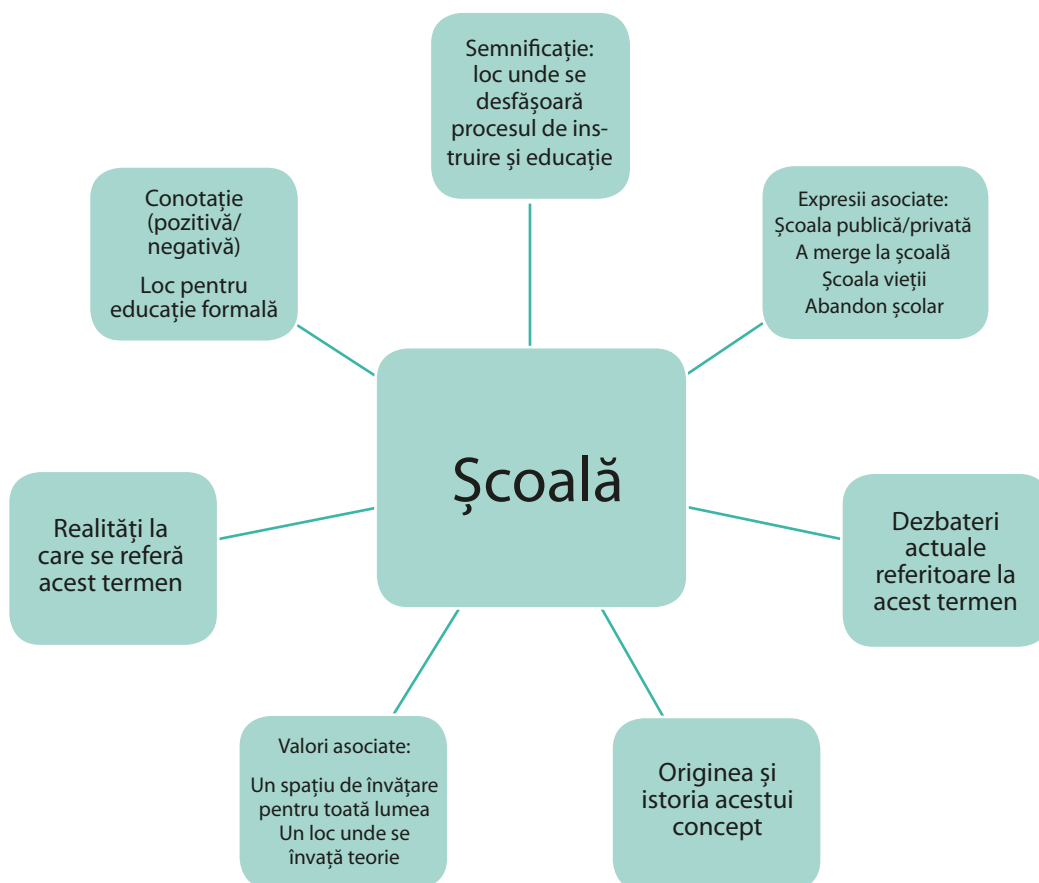 Semnificație:
loc unde se
desfășoară
procesul de ins-
truire și educație
Conotație
(pozitivă/
negativă)
Loc pentru
educație formală
Expresii asociate:
Școala publică/privată
A merge la școală
Școala vieții
Abandon școlar
Școală
Realități la
care se referă
acest termen
Dezbateri
actuale
referitoare la
acest termen
Valori asociate:
Un spațiu de învățare
pentru toată lumea
Un loc unde se
învață teorie
Originea și
istoria acestui
concept